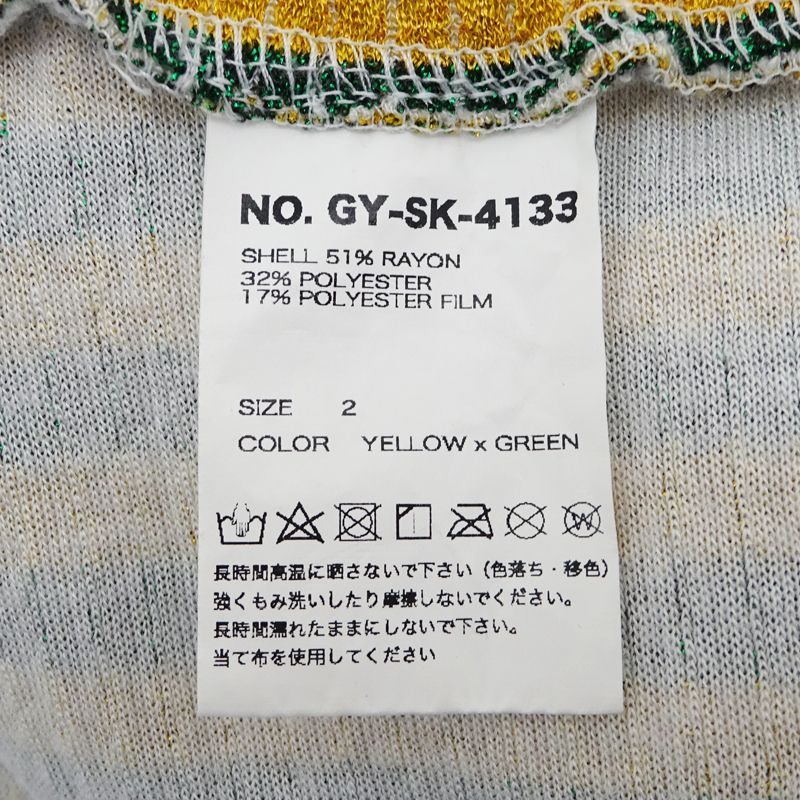 NO. GY-SK-4133
SHELL 51% RAYON
32% POLYESTER
17% POLYESTER FILM
SIZE 2
COLOR YELLOW x GREEN
W
長時間高温に晒さないで下さい（色落ち・移色）
強くもみ洗いしたり摩擦しないでください。
長時間濡れたままにしないで下さい。
当て布を使用してください